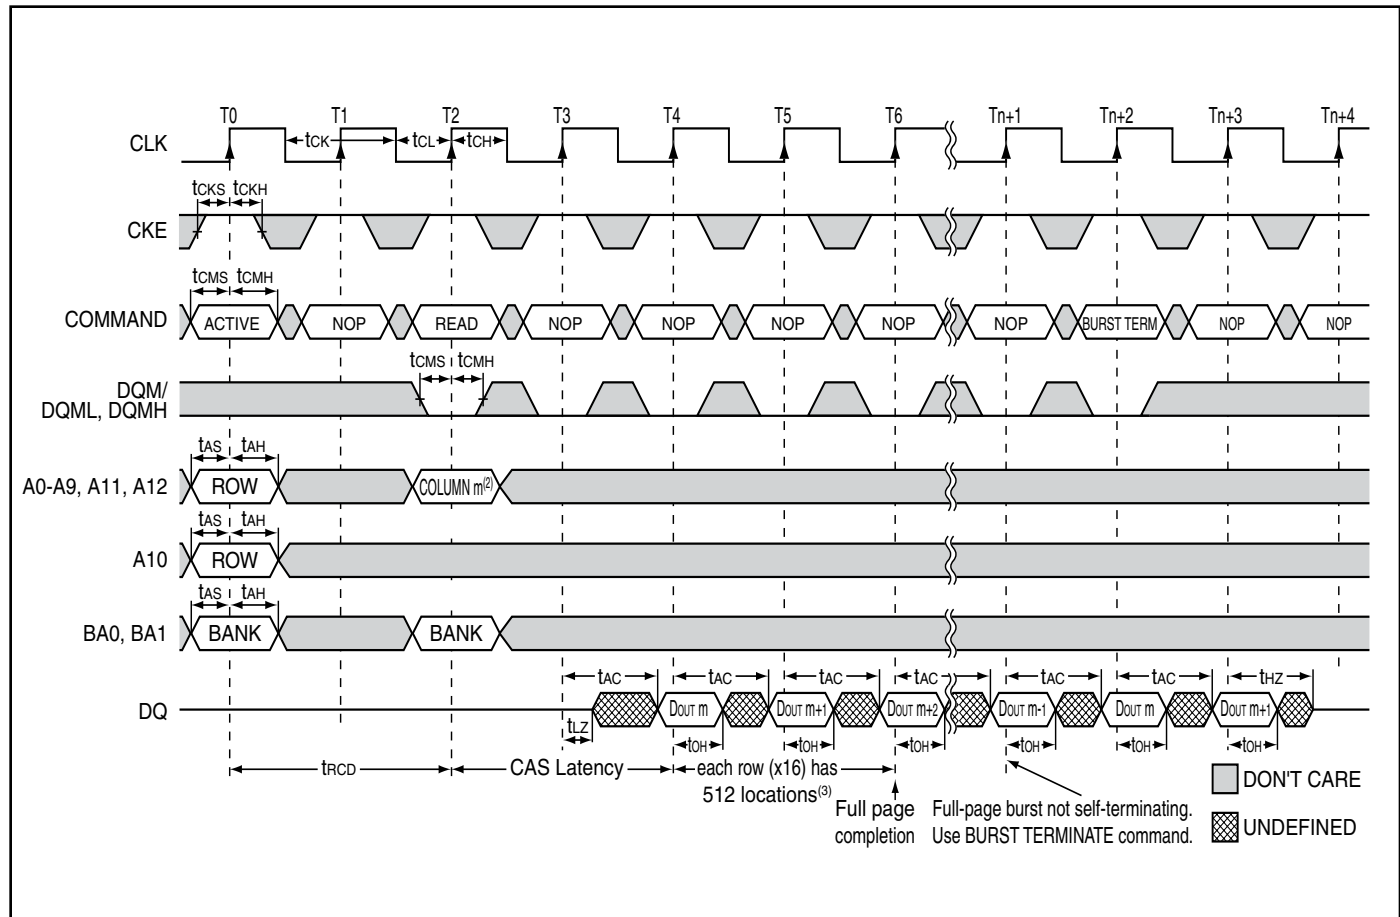 T0 T1 T2 T3 T4 T5 T6 Tn+1 Tn+2 Tn+3 Tn+4
CLK tCK tCL tCH
tCKS tCKH
CKE
tCMS tCMH
COMMAND ACTIVE NOP READ NOP NOP NOP NOP NOP BURST TERM NOP NOP
tCMS tCMH
DQM/
DQML, DQMH
tAS tAH
A0-A9, A11, A12 ROW COLUMN m(2)
tAS tAH
A10 ROW
tAS tAH
BA0, BA1 BANK BANK
tAC tAC tAC tAC tAC tAC tHZ
DQ DOUT m DOUT m+1 DOUT m+2 DOUT m-1 DOUT m DOUT m+1
tLZ tOH tOH tOH tOH tOH tOH
tRCD CAS Latency each row (x16) has
512 locations(3)
Full page
completion
Full-page burst not self-terminating.
Use BURST TERMINATE command.
DON'T CARE
UNDEFINED